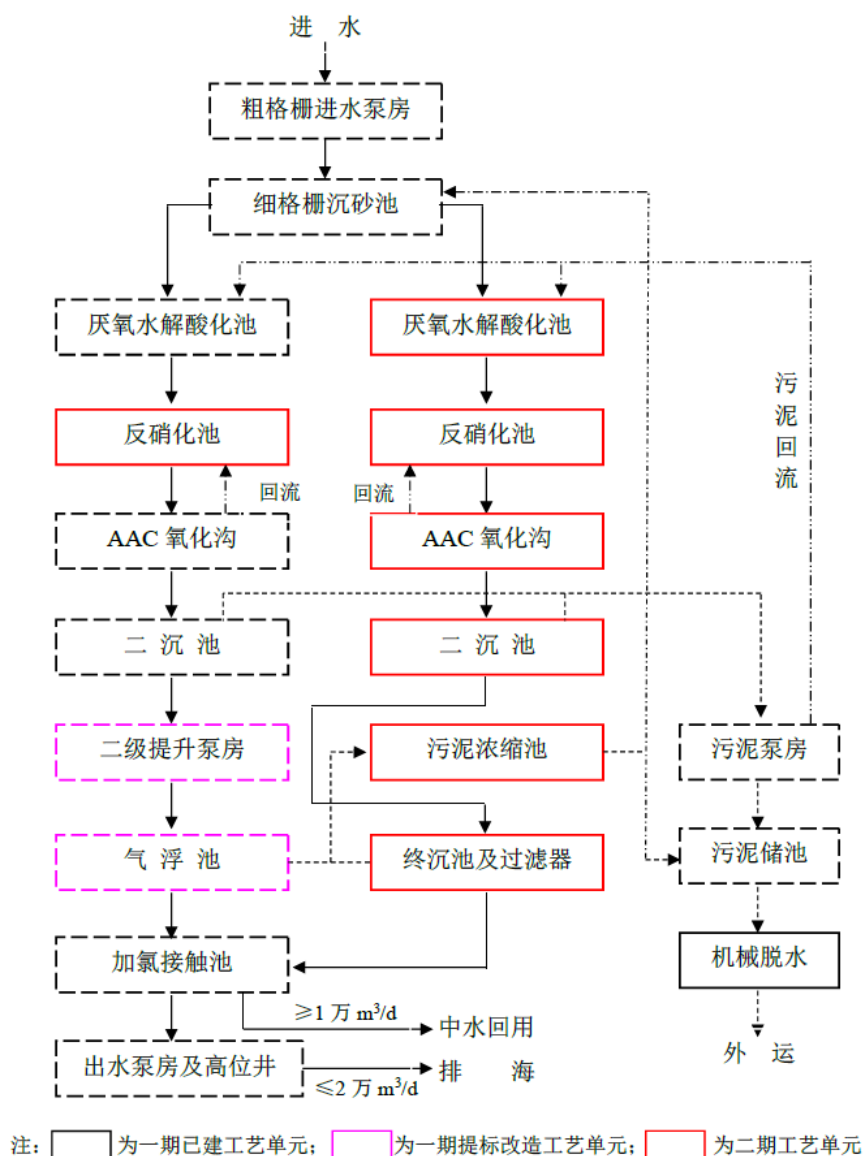 进 水
粗格栅进水泵房
细格栅沉砂池
厌氧水解酸化池
厌氧水解酸化池
污泥回流
反硝化池
反硝化池
回流
回流
AAC 氧化沟
AAC 氧化沟
二 沉 池
二 沉 池
二级提升泵房
污泥浓缩池
污泥泵房
气 浮 池
终沉池及过滤器
污泥储池
加氯接触池
机械脱水
≥1 万 m³/d
中水回用
出水泵房及高位井
≤2 万 m³/d
排 海
外 运
注: 为一期已建工艺单元; 为一期提标改造工艺单元; 为二期工艺单元